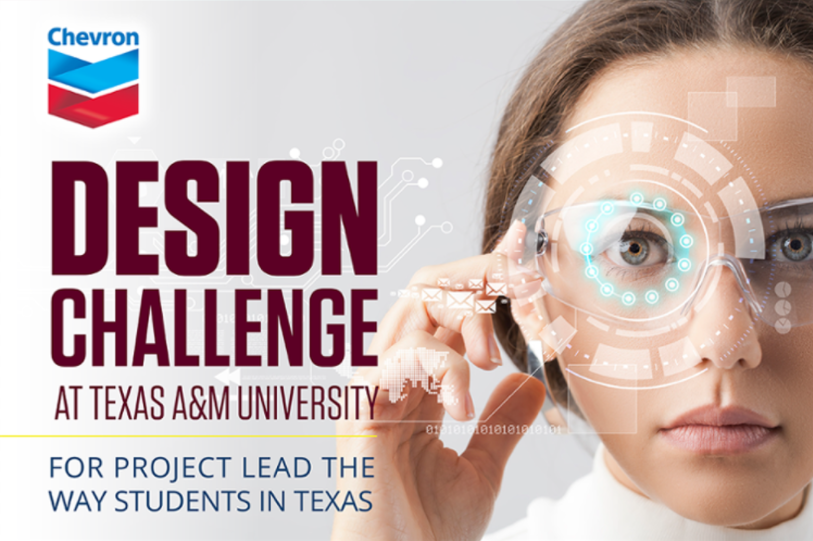 Chevron
DESIGN
CHALLENGE
AT TEXAS A&M UNIVERSITY
FOR PROJECT LEAD THE
WAY STUDENTS IN TEXAS